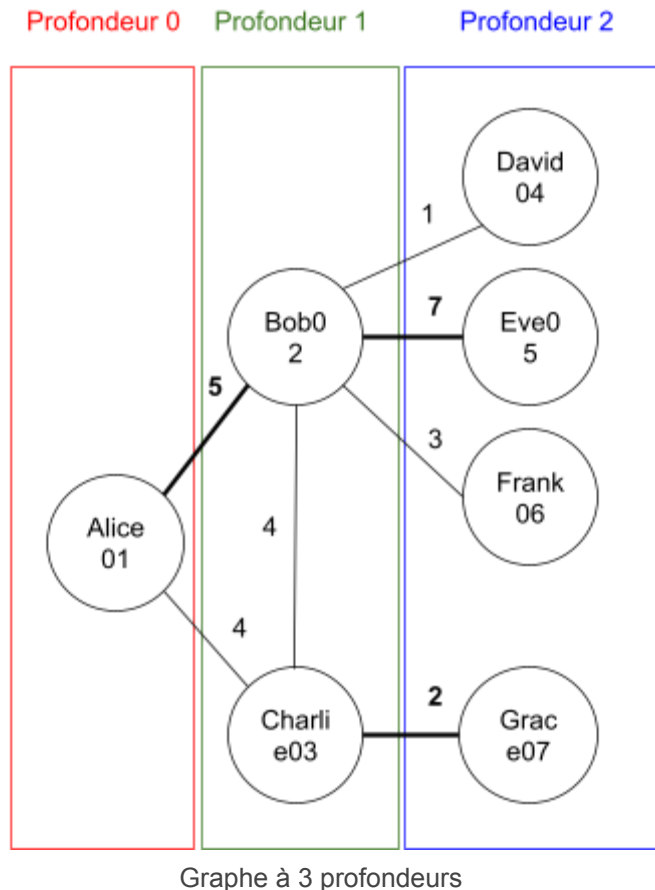 Profondeur 0 Profondeur 1 Profondeur 2
David
04
1
Bob0
2
7
Eve0
5
5
3
Frank
06
Alice
01
4
4
Charli
e03
2
Grac
e07
Graphe à 3 profondeurs